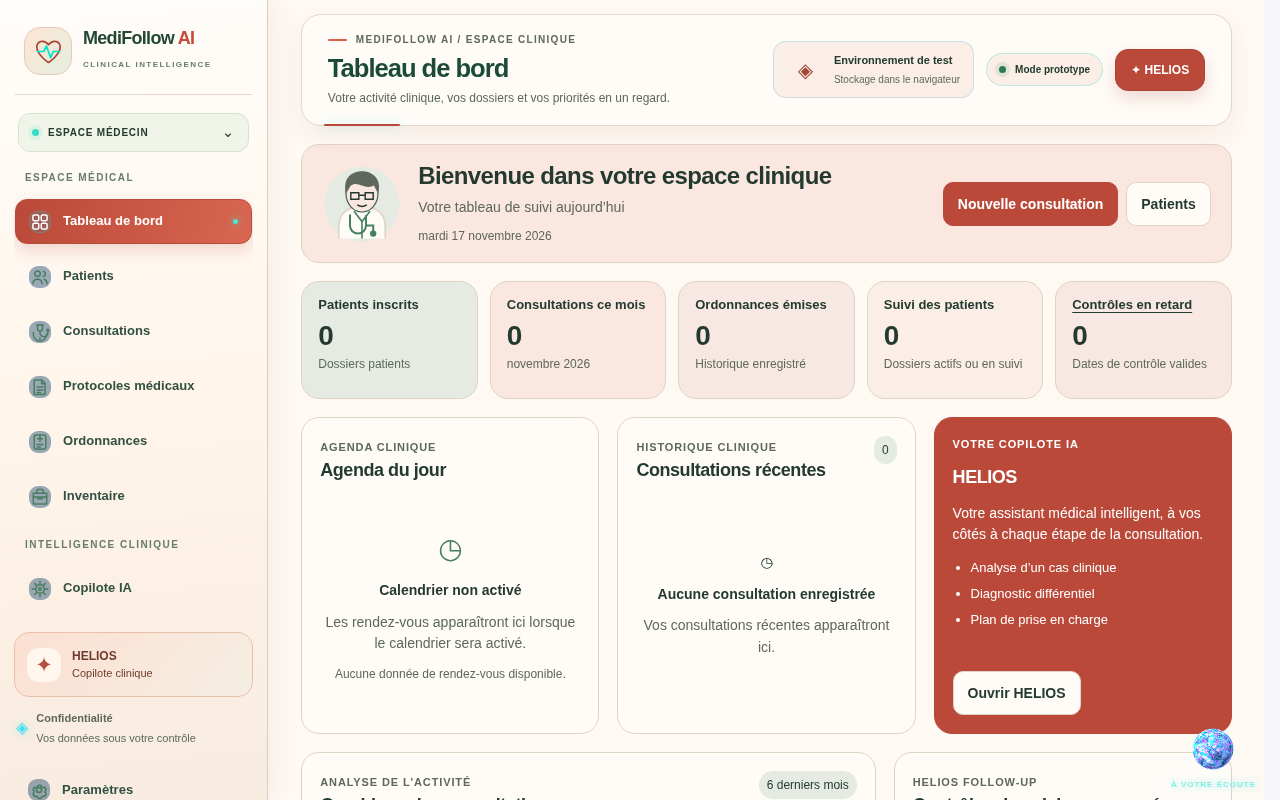 MediFollow AI
CLINICAL INTELLIGENCE
ESPACE MÉDECIN
ESPACE MÉDICAL
Tableau de bord
Patients
Consultations
Protocoles médicaux
Ordonnances
Inventaire
INTELLIGENCE CLINIQUE
Copilote IA
HELIOS
Copilote clinique
Confidentialité
Vos données sous votre contrôle
Paramètres
MEDIFOLLOW AI / ESPACE CLINIQUE
Tableau de bord
Votre activité clinique, vos dossiers et vos priorités en un regard.
Environnement de test
Stockage dans le navigateur
Mode prototype
✦ HELIOS
Bienvenue dans votre espace clinique
Votre tableau de suivi aujourd'hui
mardi 17 novembre 2026
Nouvelle consultation
Patients
Patients inscrits
0
Dossiers patients
Consultations ce mois
0
novembre 2026
Ordonnances émises
0
Historique enregistré
Suivi des patients
0
Dossiers actifs ou en suivi
Contrôles en retard
0
Dates de contrôle valides
AGENDA CLINIQUE
Agenda du jour
Calendrier non activé
Les rendez-vous apparaîtront ici lorsque
le calendrier sera activé.
Aucune donnée de rendez-vous disponible.
HISTORIQUE CLINIQUE
0
Consultations récentes
Aucune consultation enregistrée
Vos consultations récentes apparaîtront
ici.
VOTRE COPILOTE IA
HELIOS
Votre assistant médical intelligent, à vos
côtés à chaque étape de la consultation.
• Analyse d'un cas clinique
• Diagnostic différentiel
• Plan de prise en charge
Ouvrir HELIOS
À VOTRE ÉCOUTE
ANALYSE DE L'ACTIVITÉ
6 derniers mois
HELIOS FOLLOW-UP